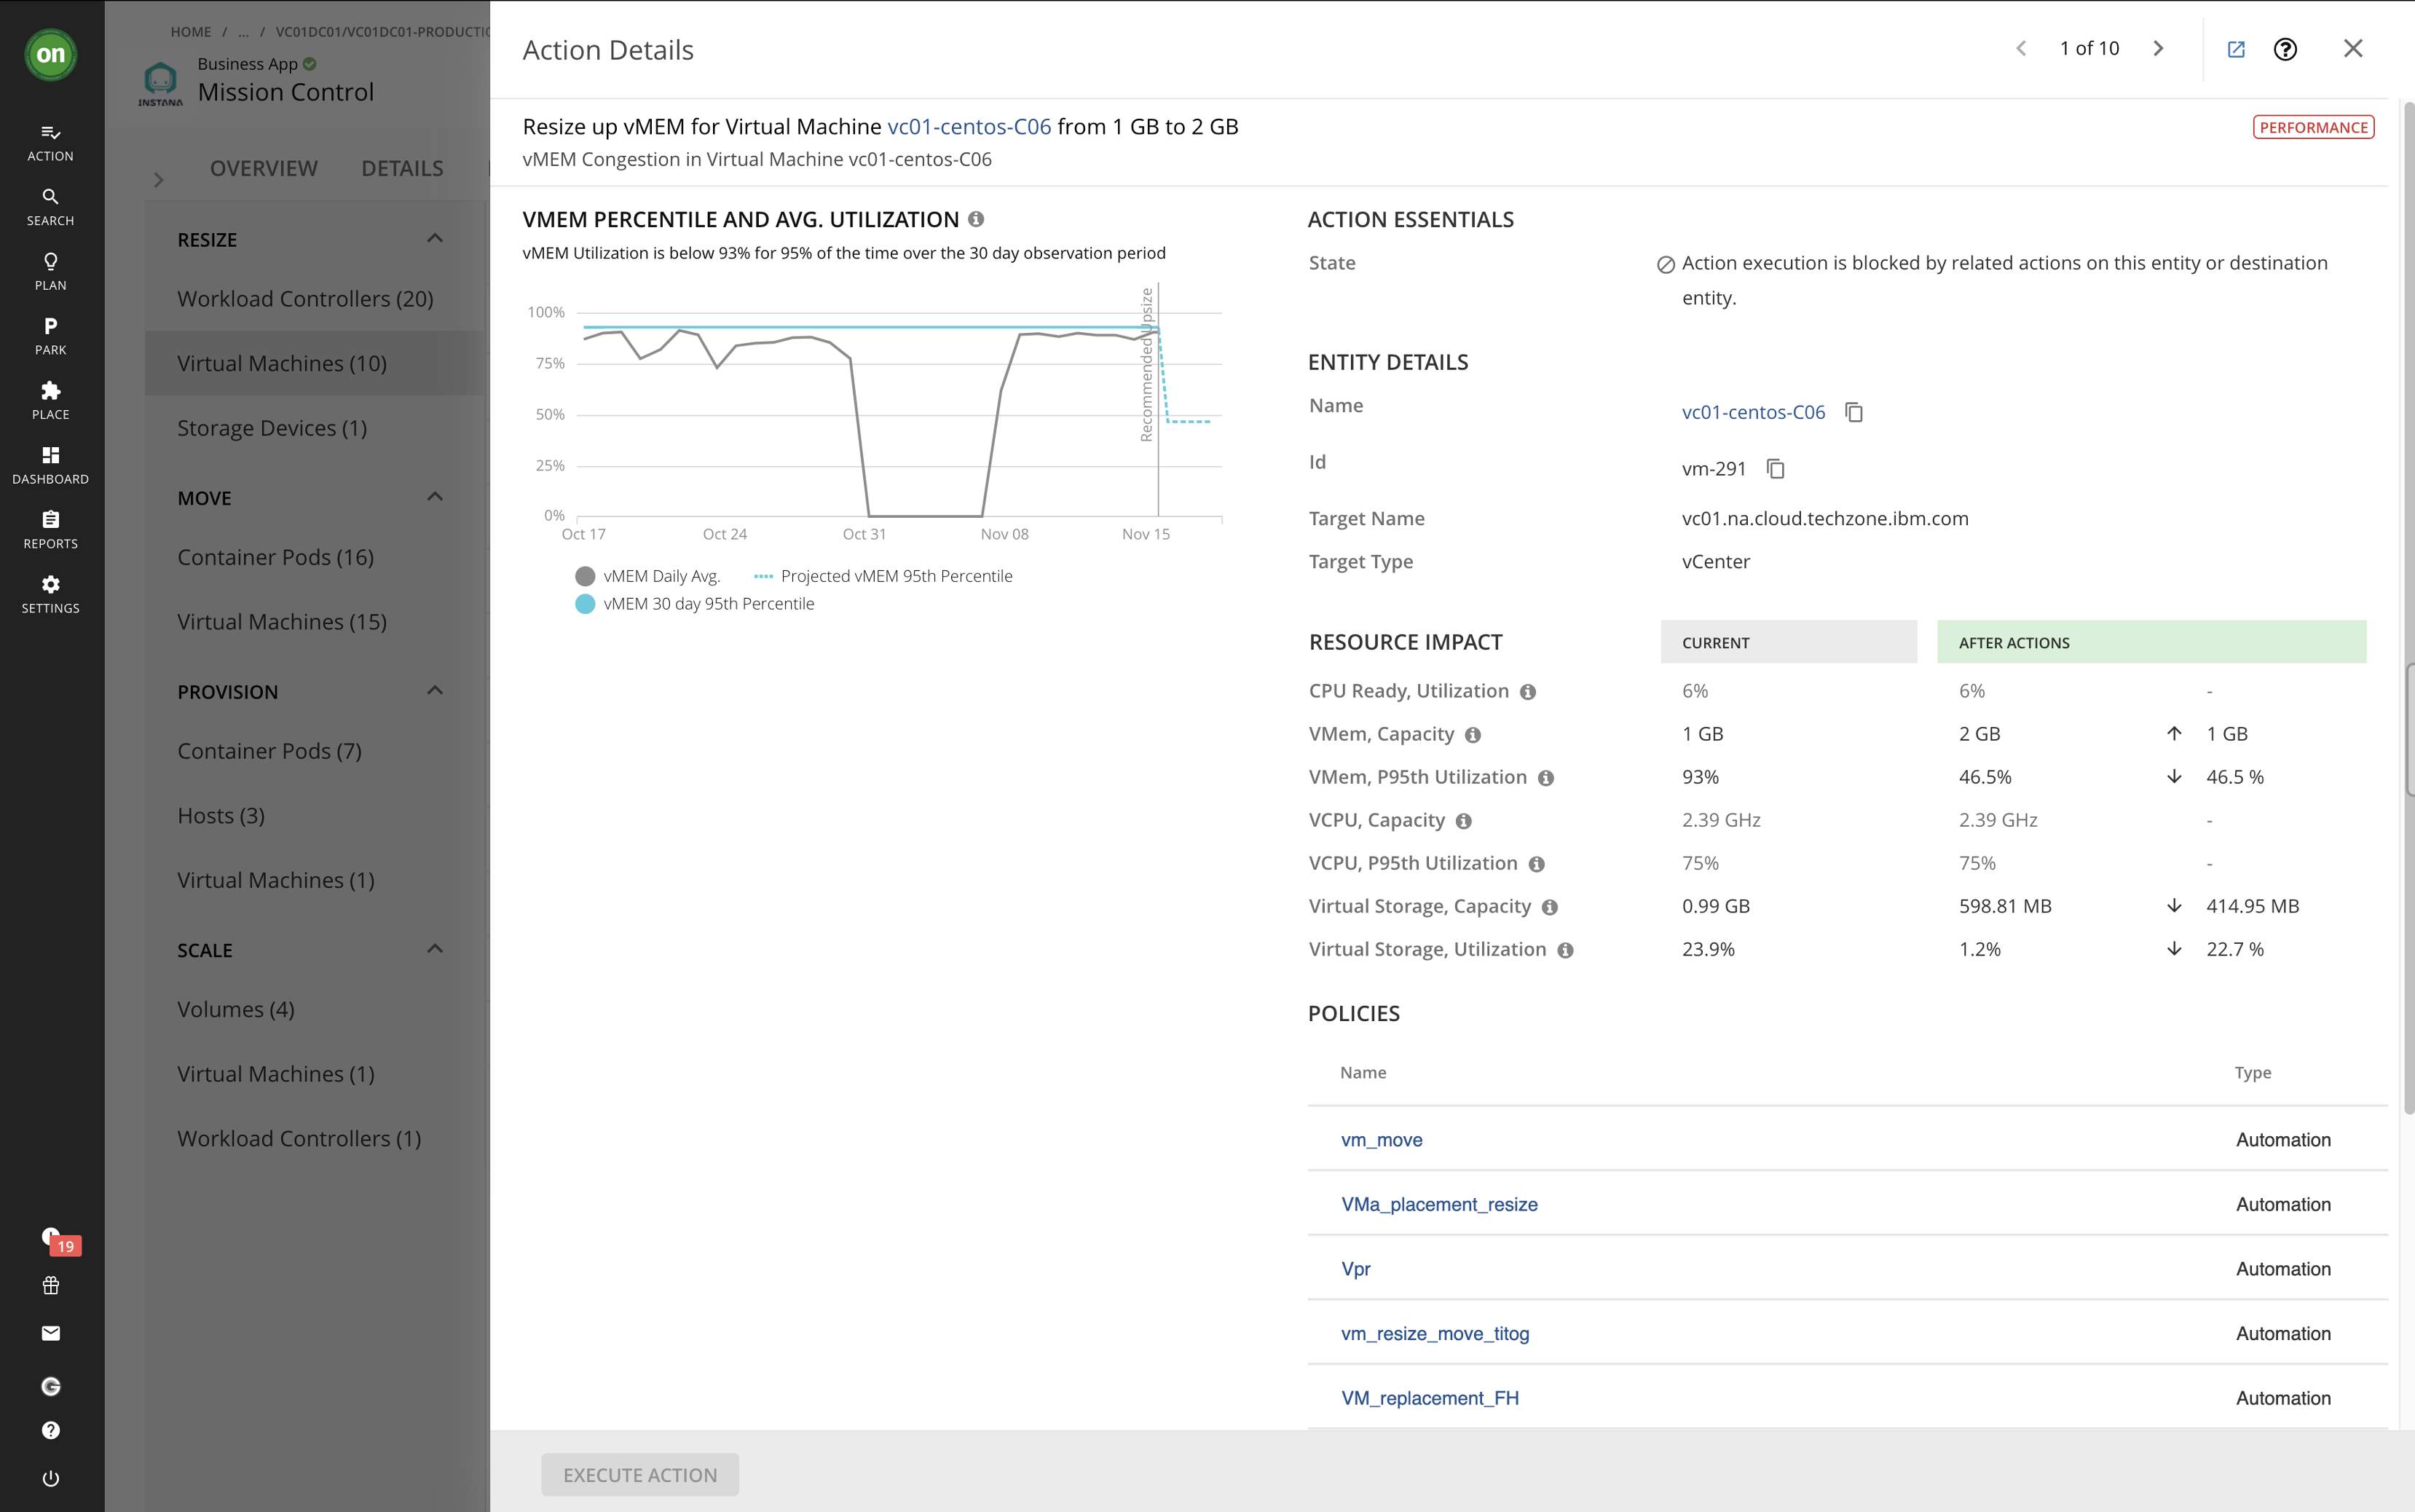 on
ACTION
SEARCH
PLAN
P
PARK
PLACE
DASHBOARD
REPORTS
SETTINGS
19
HOME / ... / VC01DC01/VC01DC01-PRODUCTIO
INSTANA
Business App
Mission Control
OVERVIEW DETAILS
RESIZE
Workload Controllers (20)
Virtual Machines (10)
Storage Devices (1)
MOVE
Container Pods (16)
Virtual Machines (15)
PROVISION
Container Pods (7)
Hosts (3)
Virtual Machines (1)
SCALE
Volumes (4)
Virtual Machines (1)
Workload Controllers (1)
Action Details
1 of 10
Resize up vMEM for Virtual Machine vc01-centos-C06 from 1 GB to 2 GB
PERFORMANCE
vMEM Congestion in Virtual Machine vc01-centos-C06
VMEM PERCENTILE AND AVG. UTILIZATION
vMEM Utilization is below 93% for 95% of the time over the 30 day observation period
100%
75%
50%
25%
0%
Recommended Upsize
Oct 17 Oct 24 Oct 31 Nov 08 Nov 15
vMEM Daily Avg. Projected vMEM 95th Percentile
vMEM 30 day 95th Percentile
ACTION ESSENTIALS
State Action execution is blocked by related actions on this entity or destination
entity.
ENTITY DETAILS
Name vc01-centos-C06
Id vm-291
Target Name vc01.na.cloud.techzone.ibm.com
Target Type vCenter
RESOURCE IMPACT CURRENT AFTER ACTIONS
CPU Ready, Utilization 6% 6% -
VMem, Capacity 1 GB 2 GB ↑ 1 GB
VMem, P95th Utilization 93% 46.5% ↓ 46.5 %
VCPU, Capacity 2.39 GHz 2.39 GHz -
VCPU, P95th Utilization 75% 75% -
Virtual Storage, Capacity 0.99 GB 598.81 MB ↓ 414.95 MB
Virtual Storage, Utilization 23.9% 1.2% ↓ 22.7 %
POLICIES
Name Type
vm_move Automation
VMa_placement_resize Automation
Vpr Automation
vm_resize_move_titog Automation
VM_replacement_FH Automation
EXECUTE ACTION